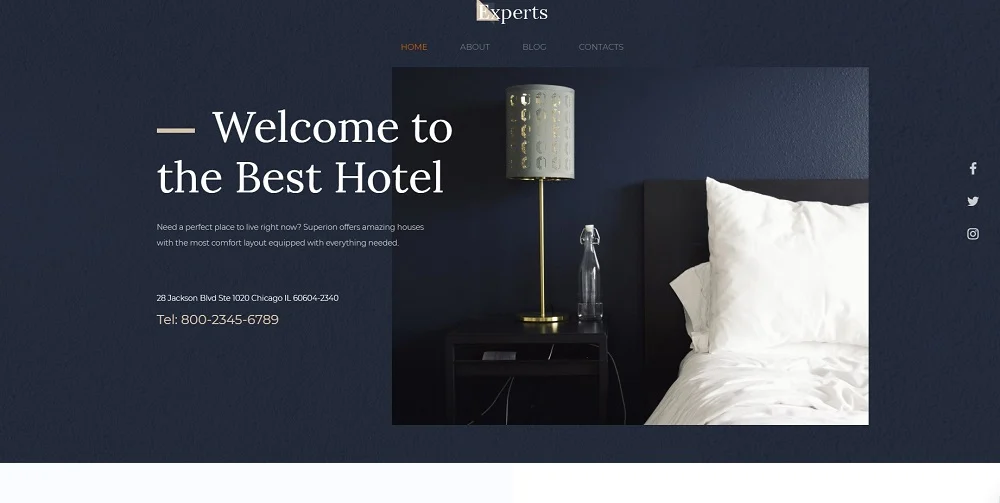 Experts
HOME ABOUT BLOG CONTACTS
Welcome to
the Best Hotel
Need a perfect place to live right now? Superion offers amazing houses
with the most comfort layout equipped with everything needed.
28 Jackson Blvd Ste 1020 Chicago IL 60604-2340
Tel: 800-2345-6789